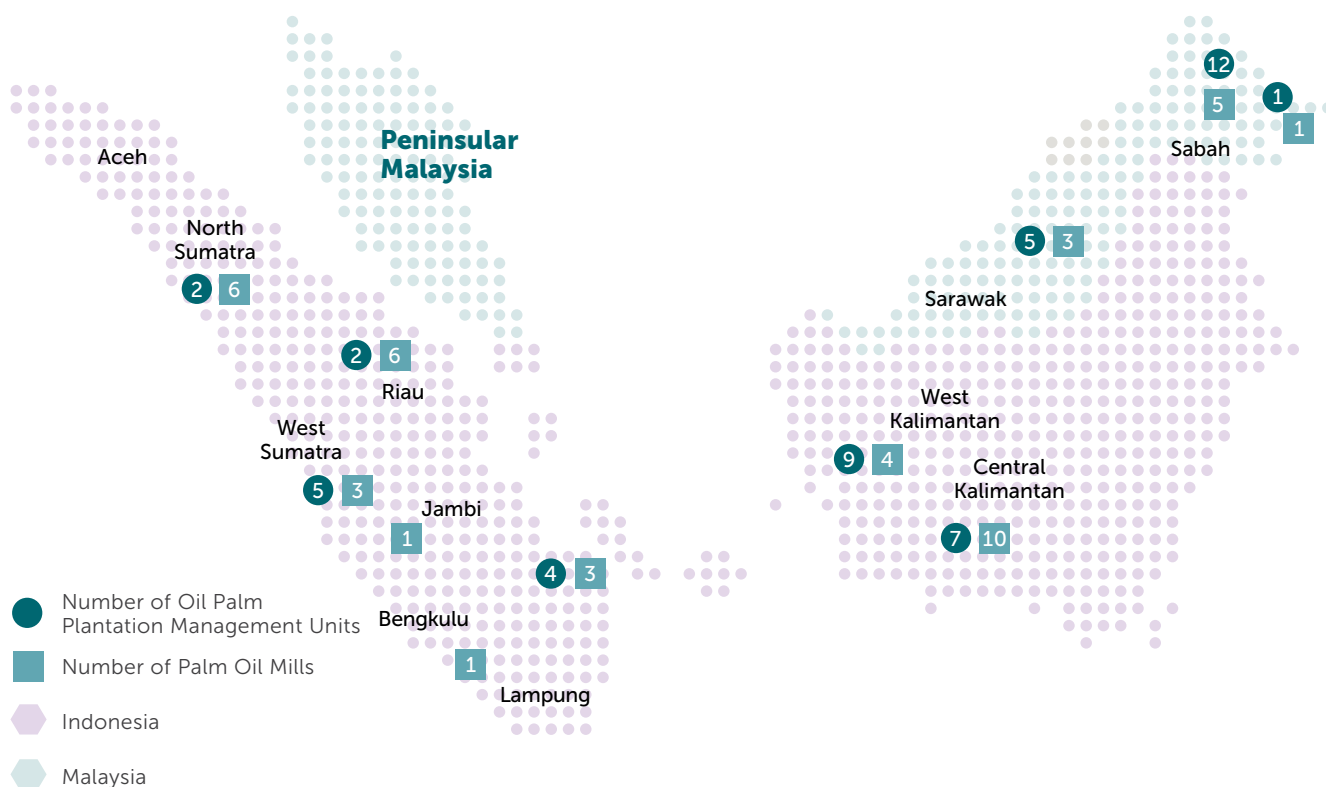 12
1
5
1
Sabah
Peninsular
Malaysia
Aceh
North
Sumatra
2
6
5
3
Sarawak
2
6
Riau
West
Sumatra
5
3
West
Kalimantan
9
4
Central
Kalimantan
7
10
Jambi
1
4
3
Bengkulu
1
Lampung
Number of Oil Palm
Plantation Management Units
Number of Palm Oil Mills
Indonesia
Malaysia